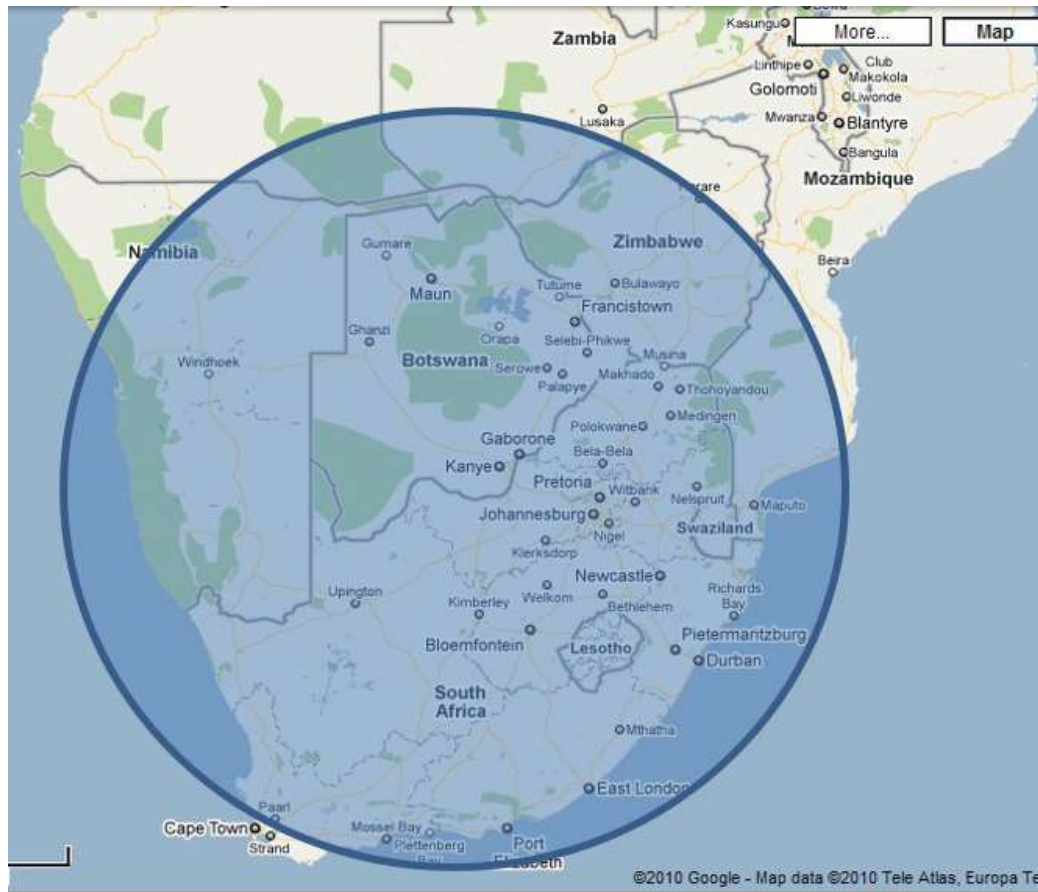 Kasungu
More...
Map
Zambia
Linthipe
Club
Makokola
Golomoti
Liwonde
Lusaka
Mwanza
Blantyre
Bangula
Mozambique
Namibia
Gumare
Zimbabwe
Beira
Maun
Tutume
Bulawayo
Francistown
Ghanzi
Orapa
Selebi-Phikwe
Windhoek
Botswana
Serowe
Musina
Palapye
Makhado
Thohoyandou
Medingen
Polokwane
Gaborone
Bela-Bela
Kanye
Pretoria
Witbank
Nelspruit
Maputo
Johannesburg
Nigel
Swaziland
Klerksdorp
Newcastle
Upington
Welkom
Richards
Bay
Kimberley
Bethlehem
Bloemfontein
Lesotho
Pietermaritzburg
Durban
South
Africa
Mthatha
East London
Paarl
Cape Town
Strand
Mossel Bay
Plettenberg
Port
©2010 Google - Map data ©2010 Tele Atlas, Europa Te